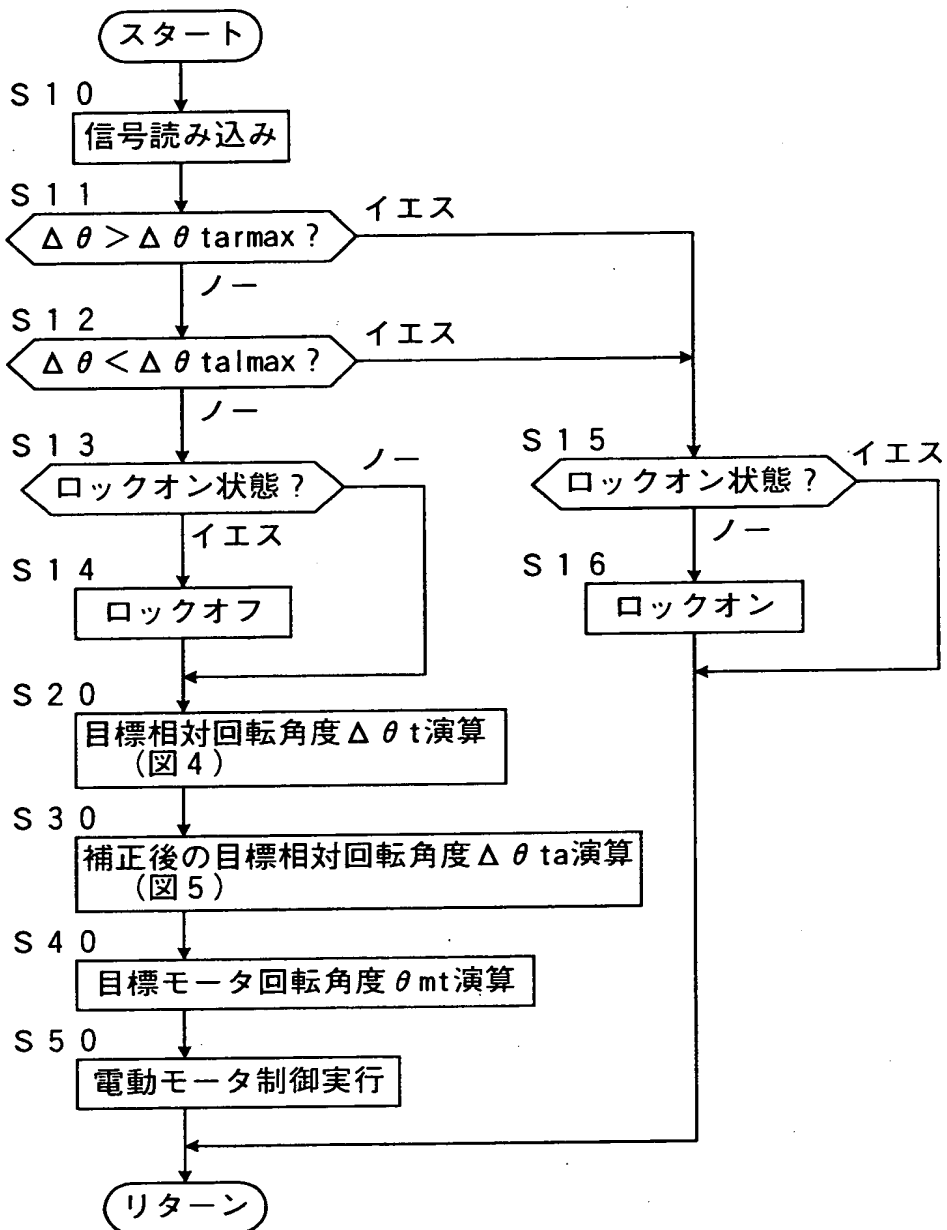 スタート
S10
信号読み込み
S11
Δθ>Δθtarmax?
イエス
ノー
S12
Δθ<Δθtalmax?
イエス
ノー
S13
ロックオン状態?
ノー
イエス
S15
ロックオン状態?
イエス
ノー
S14
ロックオフ
S16
ロックオン
S20
目標相対回転角度Δθt演算
(図4)
S30
補正後の目標相対回転角度Δθta演算
(図5)
S40
目標モータ回転角度θmt演算
S50
電動モータ制御実行
リターン